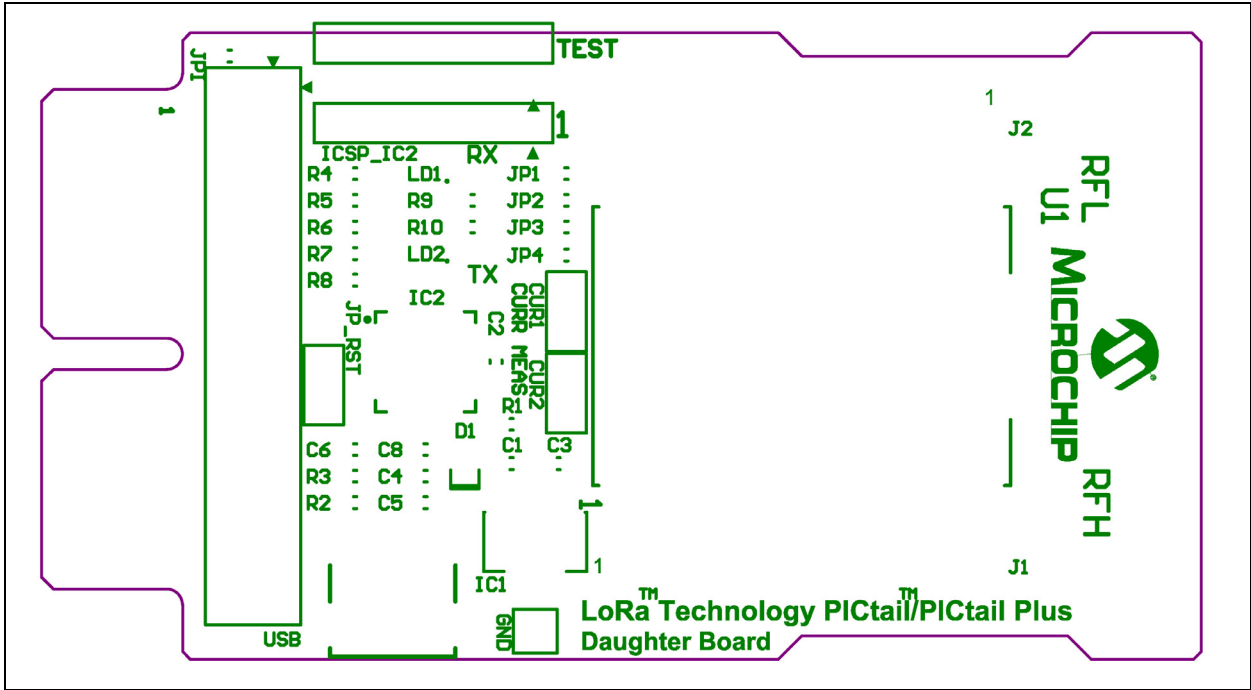 TEST
JP1
1
1
J2
1
ICSP_IC2
RX
R4 LD1 JP1
R5 R9 JP2
R6 R10 JP3
R7 LD2 JP4
R8
TX
IC2
JP_RST
C2
CURR MEAS
CUR1
CUR2
R1
D1
C1 C3
C6 C8
R3 C4
R2 C5
1
RFL
U1
MICROCHIP
RFH
IC1
1
J1
LoRa™ Technology PICtail™/PICtail Plus
Daughter Board
GND
USB